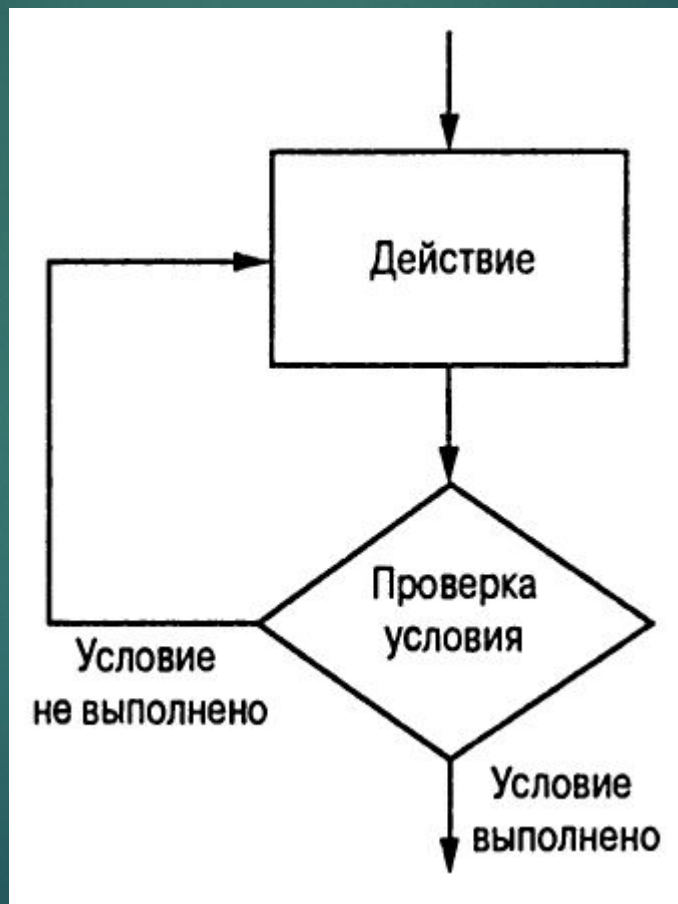 Действие
Проверка
условия
Условие
не выполнено
Условие
выполнено